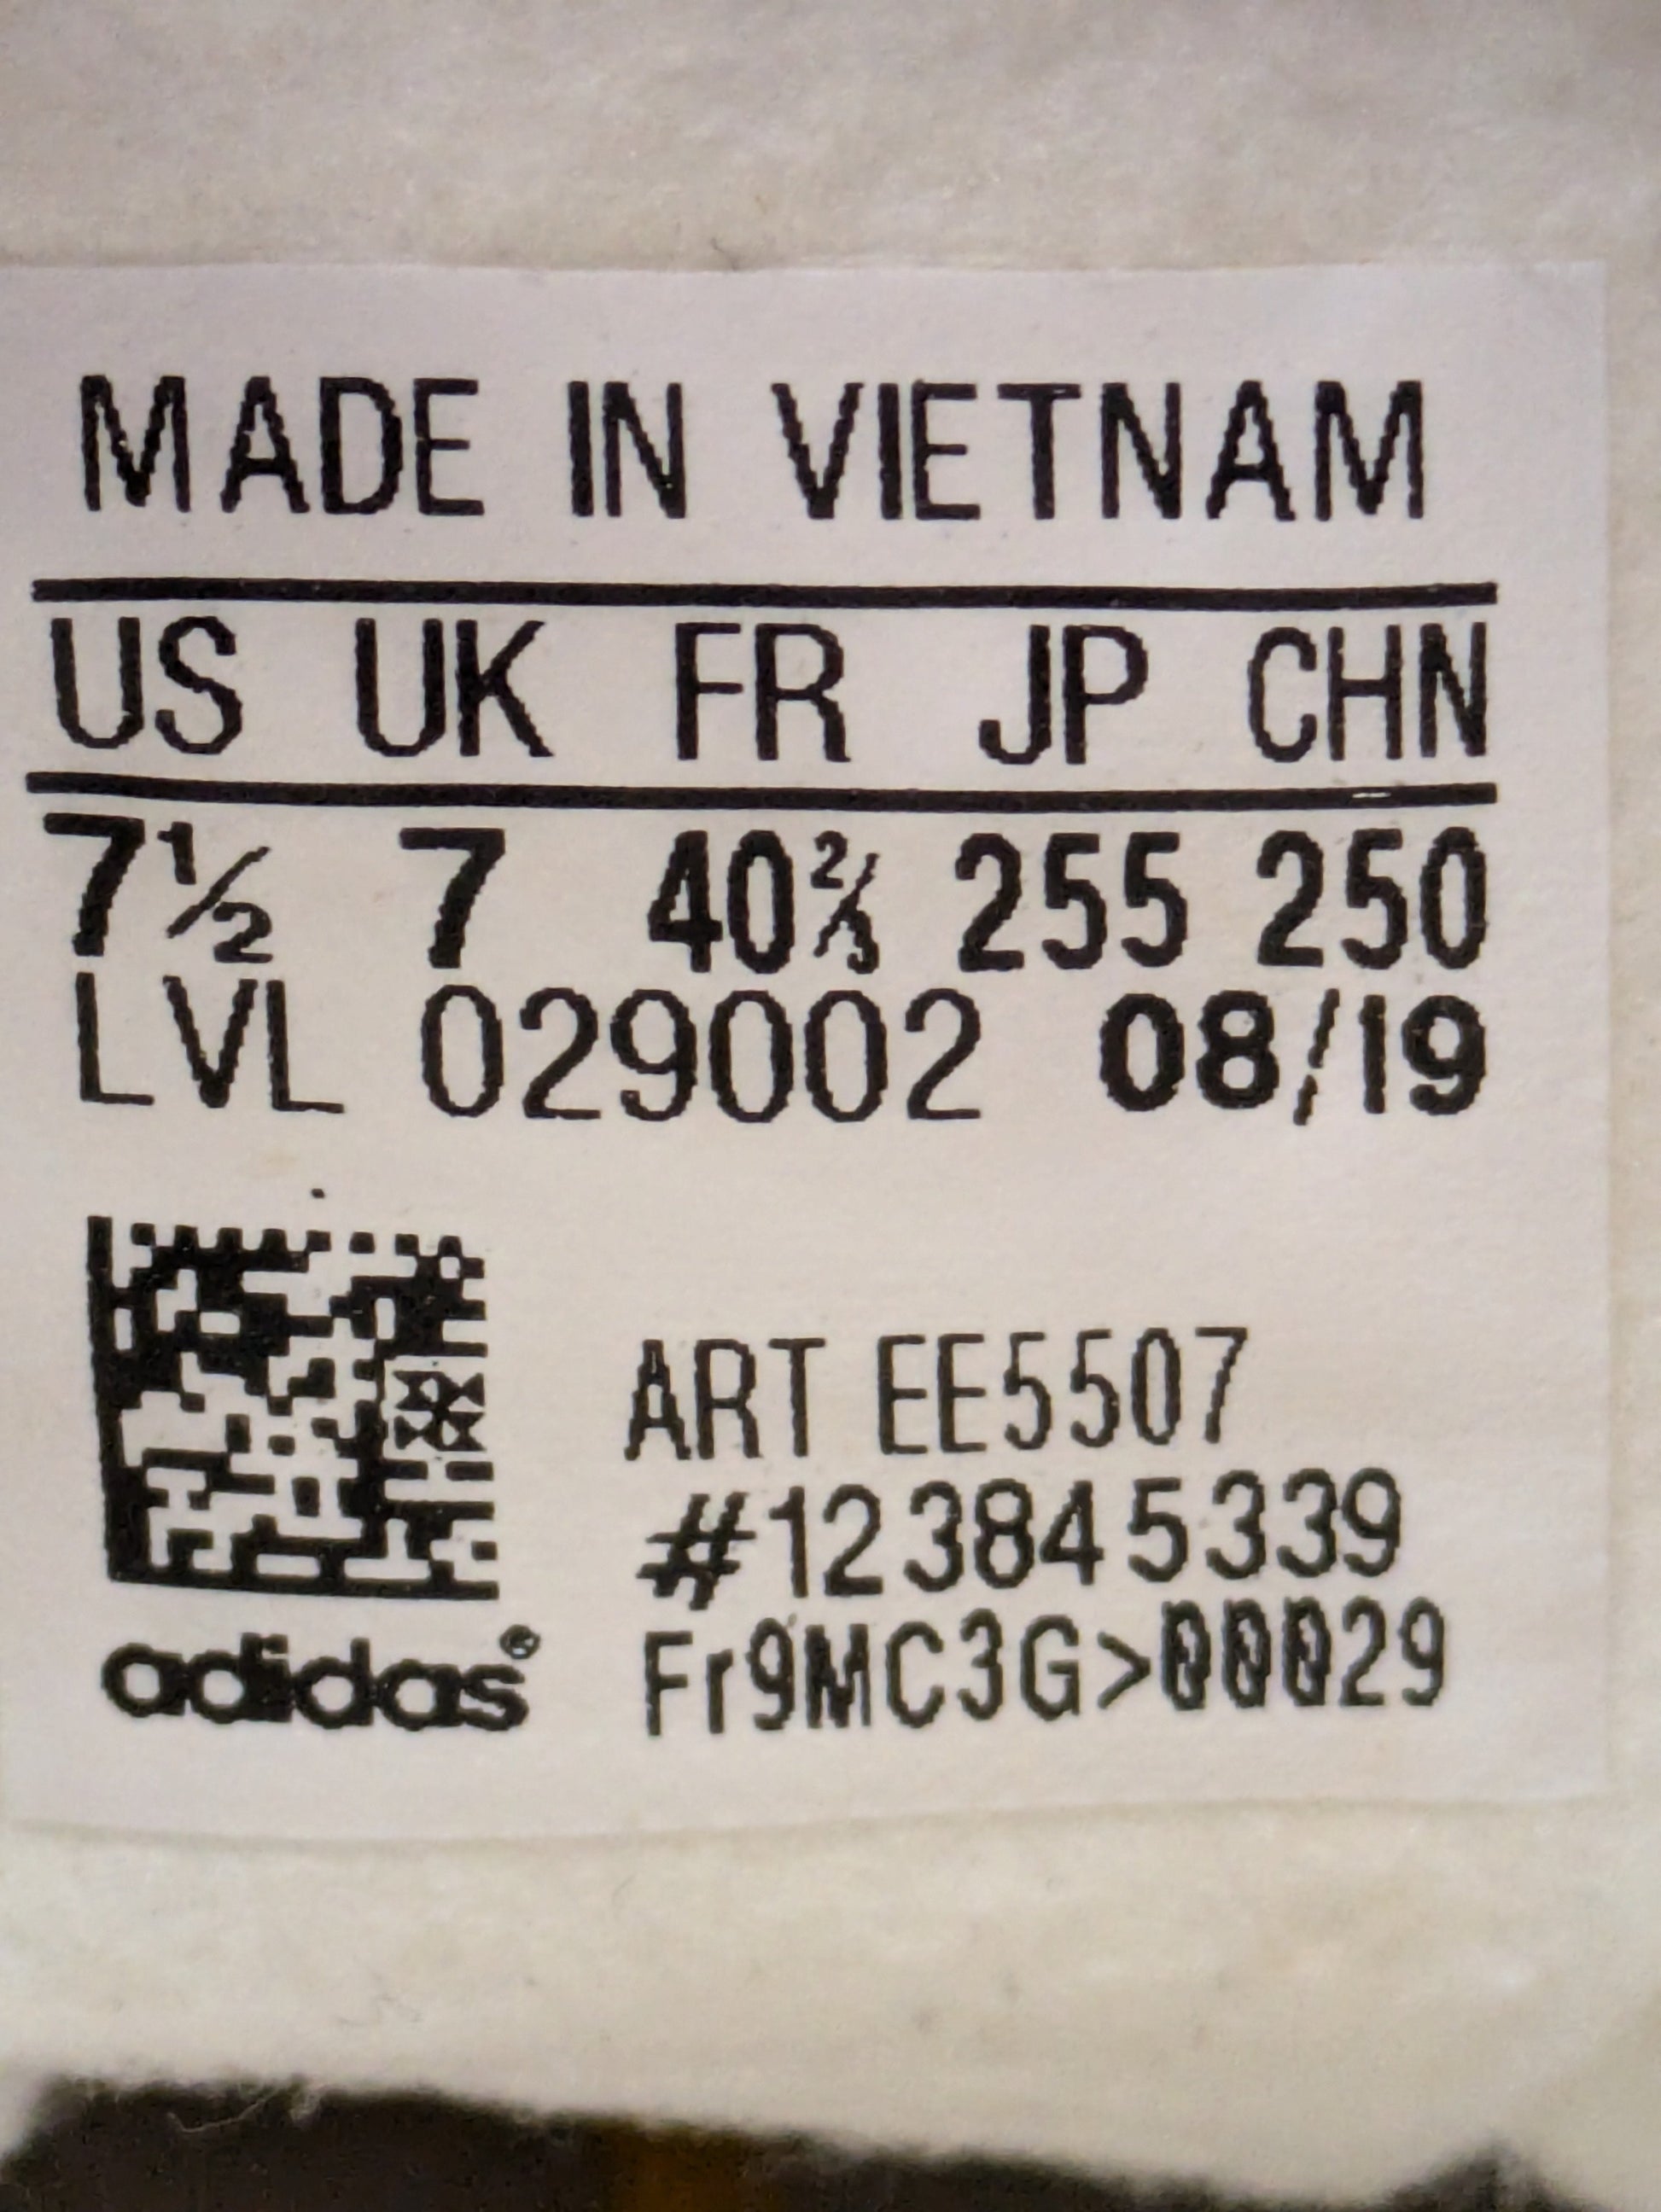 MADE IN VIETNAM
US UK FR JP CHN
7½ 7 40⅔ 255 250
LVL 029002 08/19
ART EE5507
#123845339
Fr9MC3G>00029
adidas®